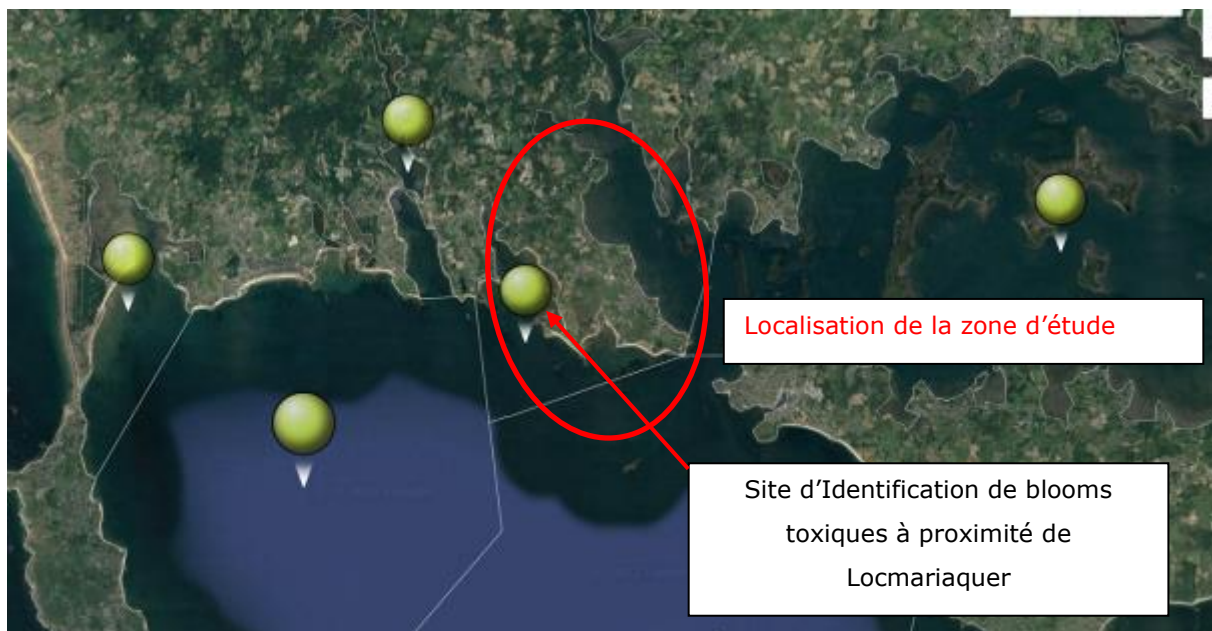 Localisation de la zone d’étude
Site d’Identification de blooms
toxiques à proximité de
Locmariaquer